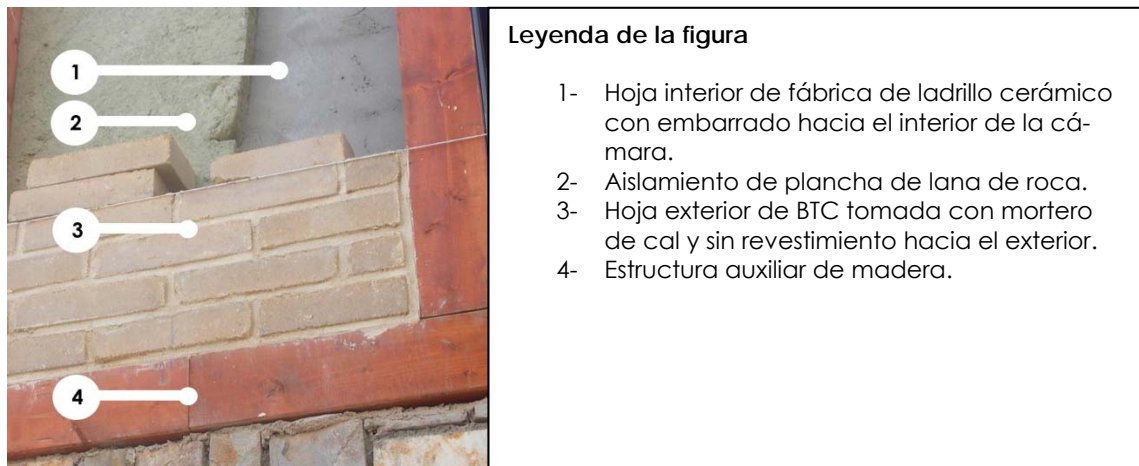 Leyenda de la figura
1
2
3
4
1- Hoja interior de fábrica de ladrillo cerámico
con embarrado hacia el interior de la cá-
mara.
2- Aislamiento de plancha de lana de roca.
3- Hoja exterior de BTC tomada con mortero
de cal y sin revestimiento hacia el exterior.
4- Estructura auxiliar de madera.